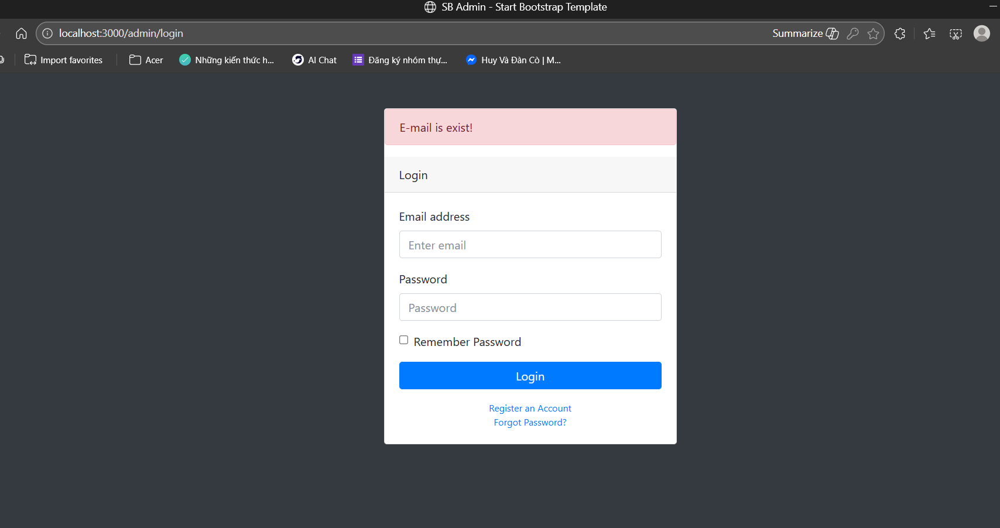 SB Admin - Start Bootstrap Template
localhost:3000/admin/login
Summarize
Import favorites
Acer
Những kiến thức h...
AI Chat
Đăng ký nhóm thự...
Huy Và Đàn Cò | M...
E-mail is exist!
Login
Email address
Enter email
Password
Password
Remember Password
Login
Register an Account
Forgot Password?